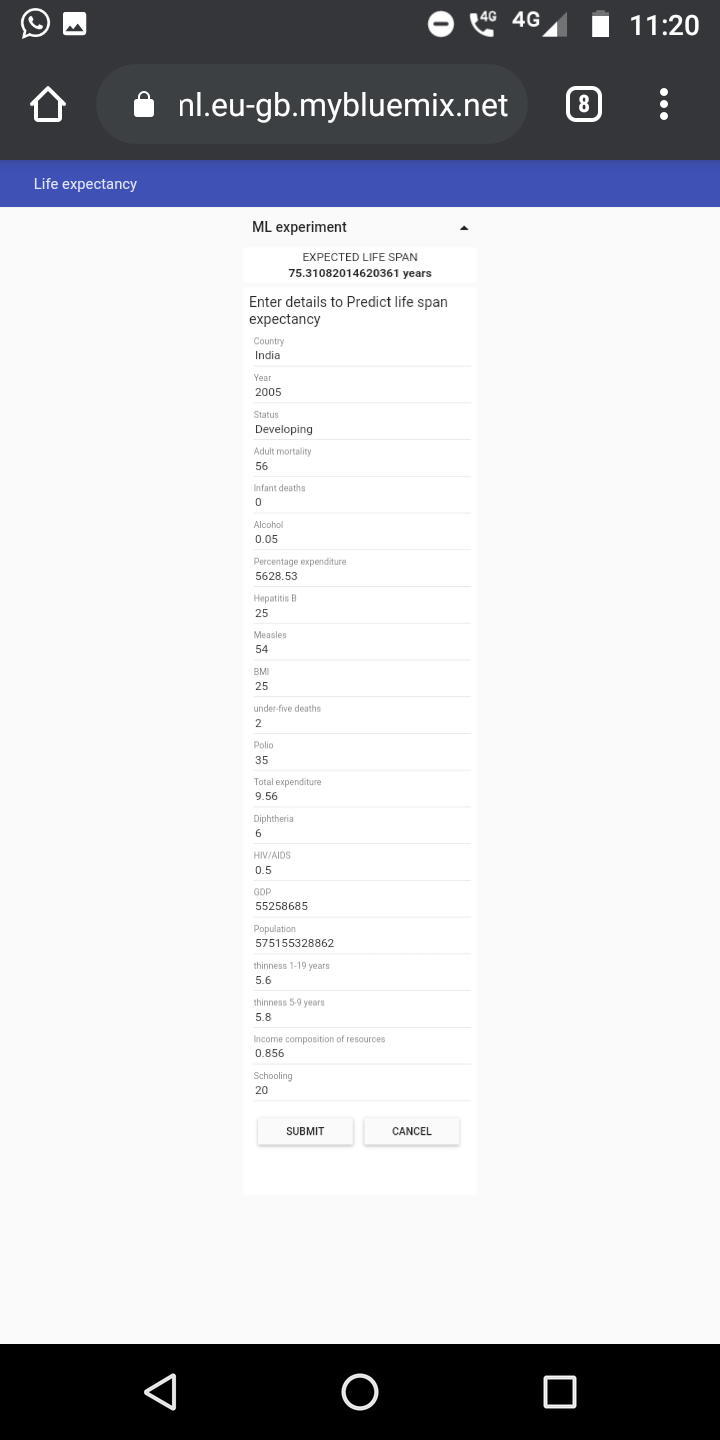 4G 4G 11:20
nl.eu-gb.mybluemix.net 8
Life expectancy
ML experiment
EXPECTED LIFE SPAN
75.31082014620361 years
Enter details to Predict life span
expectancy
Country
India
Year
2005
Status
Developing
Adult mortality
56
Infant deaths
0
Alcohol
0.05
Percentage expenditure
5628.53
Hepatitis B
25
Measles
54
BMI
25
under-five deaths
2
Polio
35
Total expenditure
9.56
Diphtheria
6
HIV/AIDS
0.5
GDP
55258685
Population
575155328862
thinness 1-19 years
5.6
thinness 5-9 years
5.8
Income composition of resources
0.856
Schooling
20
SUBMIT CANCEL